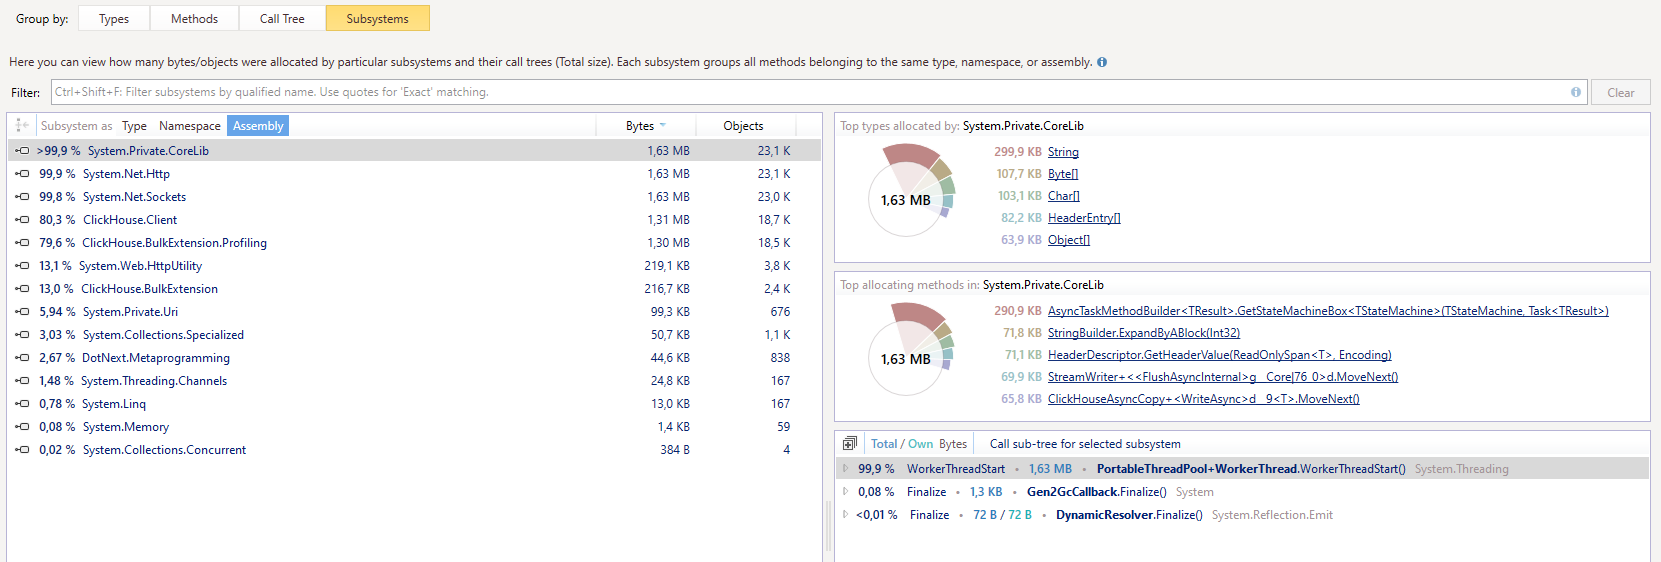 Group by: Types Methods Call Tree Subsystems
Here you can view how many bytes/objects were allocated by particular subsystems and their call trees (Total size). Each subsystem groups all methods belonging to the same type, namespace, or assembly.
Filter: Ctrl+Shift+F: Filter subsystems by qualified name. Use quotes for 'Exact' matching. Clear
Subsystem as Type Namespace Assembly Bytes Objects
>99,9 % System.Private.CoreLib 1,63 MB 23,1 K
99,9 % System.Net.Http 1,63 MB 23,1 K
99,8 % System.Net.Sockets 1,63 MB 23,0 K
80,3 % ClickHouse.Client 1,31 MB 18,7 K
79,6 % ClickHouse.BulkExtension.Profiling 1,30 MB 18,5 K
13,1 % System.Web.HttpUtility 219,1 KB 3,8 K
13,0 % ClickHouse.BulkExtension 216,7 KB 2,4 K
5,94 % System.Private.Uri 99,3 KB 676
3,03 % System.Collections.Specialized 50,7 KB 1,1 K
2,67 % DotNext.Metaprogramming 44,6 KB 838
1,48 % System.Threading.Channels 24,8 KB 167
0,78 % System.Linq 13,0 KB 167
0,08 % System.Memory 1,4 KB 59
0,02 % System.Collections.Concurrent 384 B 4
Top types allocated by: System.Private.CoreLib
1,63 MB
299,9 KB String
107,7 KB Byte[]
103,1 KB Char[]
82,2 KB HeaderEntry[]
63,9 KB Object[]
Top allocating methods in: System.Private.CoreLib
1,63 MB
290,9 KB AsyncTaskMethodBuilder<TResult>.GetStateMachineBox<TStateMachine>(TStateMachine, Task<TResult>)
71,8 KB StringBuilder.ExpandByABlock(Int32)
71,1 KB HeaderDescriptor.GetHeaderValue(ReadOnlySpan<T>, Encoding)
69,9 KB StreamWriter+<<FlushAsyncInternal>g__Core|76_0>d.MoveNext()
65,8 KB ClickHouseAsyncCopy+<WriteAsync>d__9<T>.MoveNext()
Total / Own Bytes Call sub-tree for selected subsystem
99,9 % WorkerThreadStart • 1,63 MB • PortableThreadPool+WorkerThread.WorkerThreadStart() System.Threading
0,08 % Finalize • 1,3 KB • Gen2GcCallback.Finalize() System
<0,01 % Finalize • 72 B / 72 B • DynamicResolver.Finalize() System.Reflection.Emit